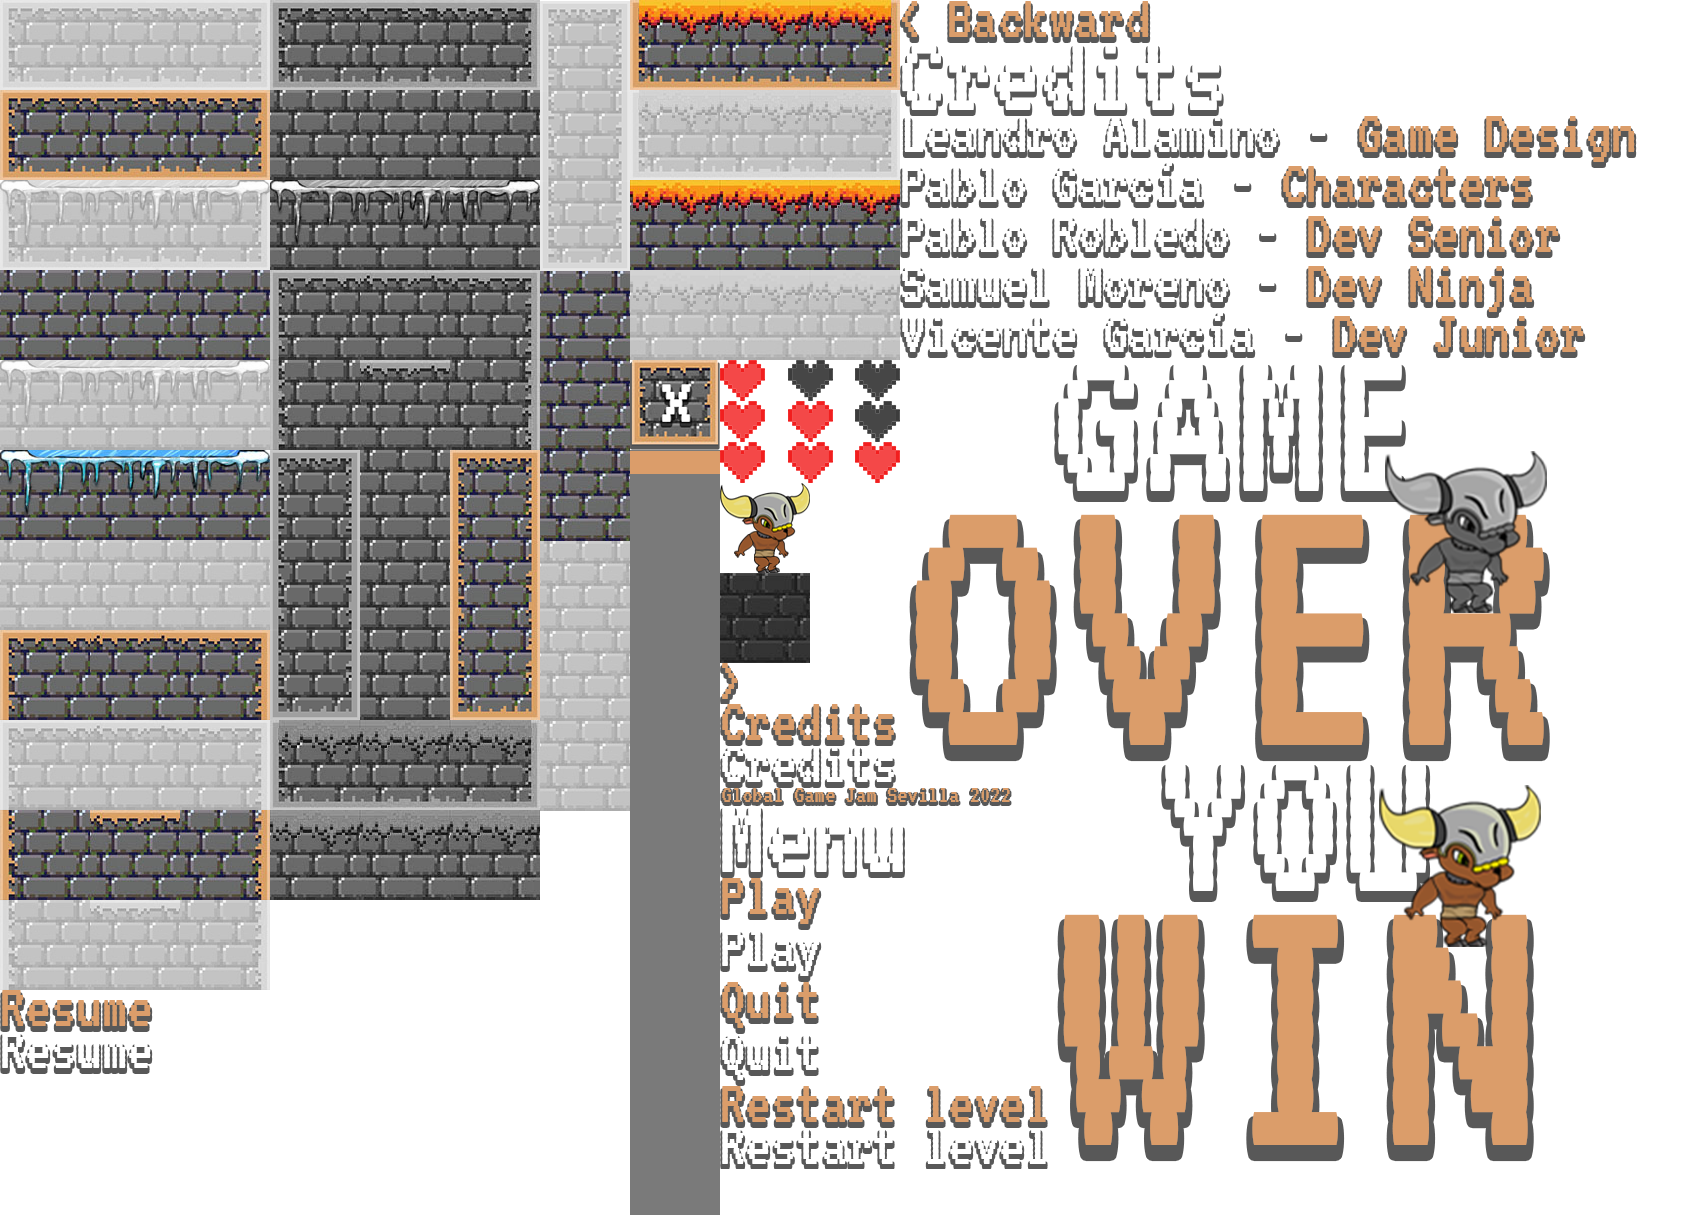 < Backward
Credits
Leandro Alamino - Game Design
Pablo García - Characters
Pablo Robledo - Dev Senior
Samuel Moreno - Dev Ninja
Vicente García - Dev Junior
X
GAME
OVER
>
Credits
Credits
Global Game Jam Sevilla 2022
Menu
Play
Play
Quit
Quit
Restart level
Restart level
YOU
WIN
Resume
Resume